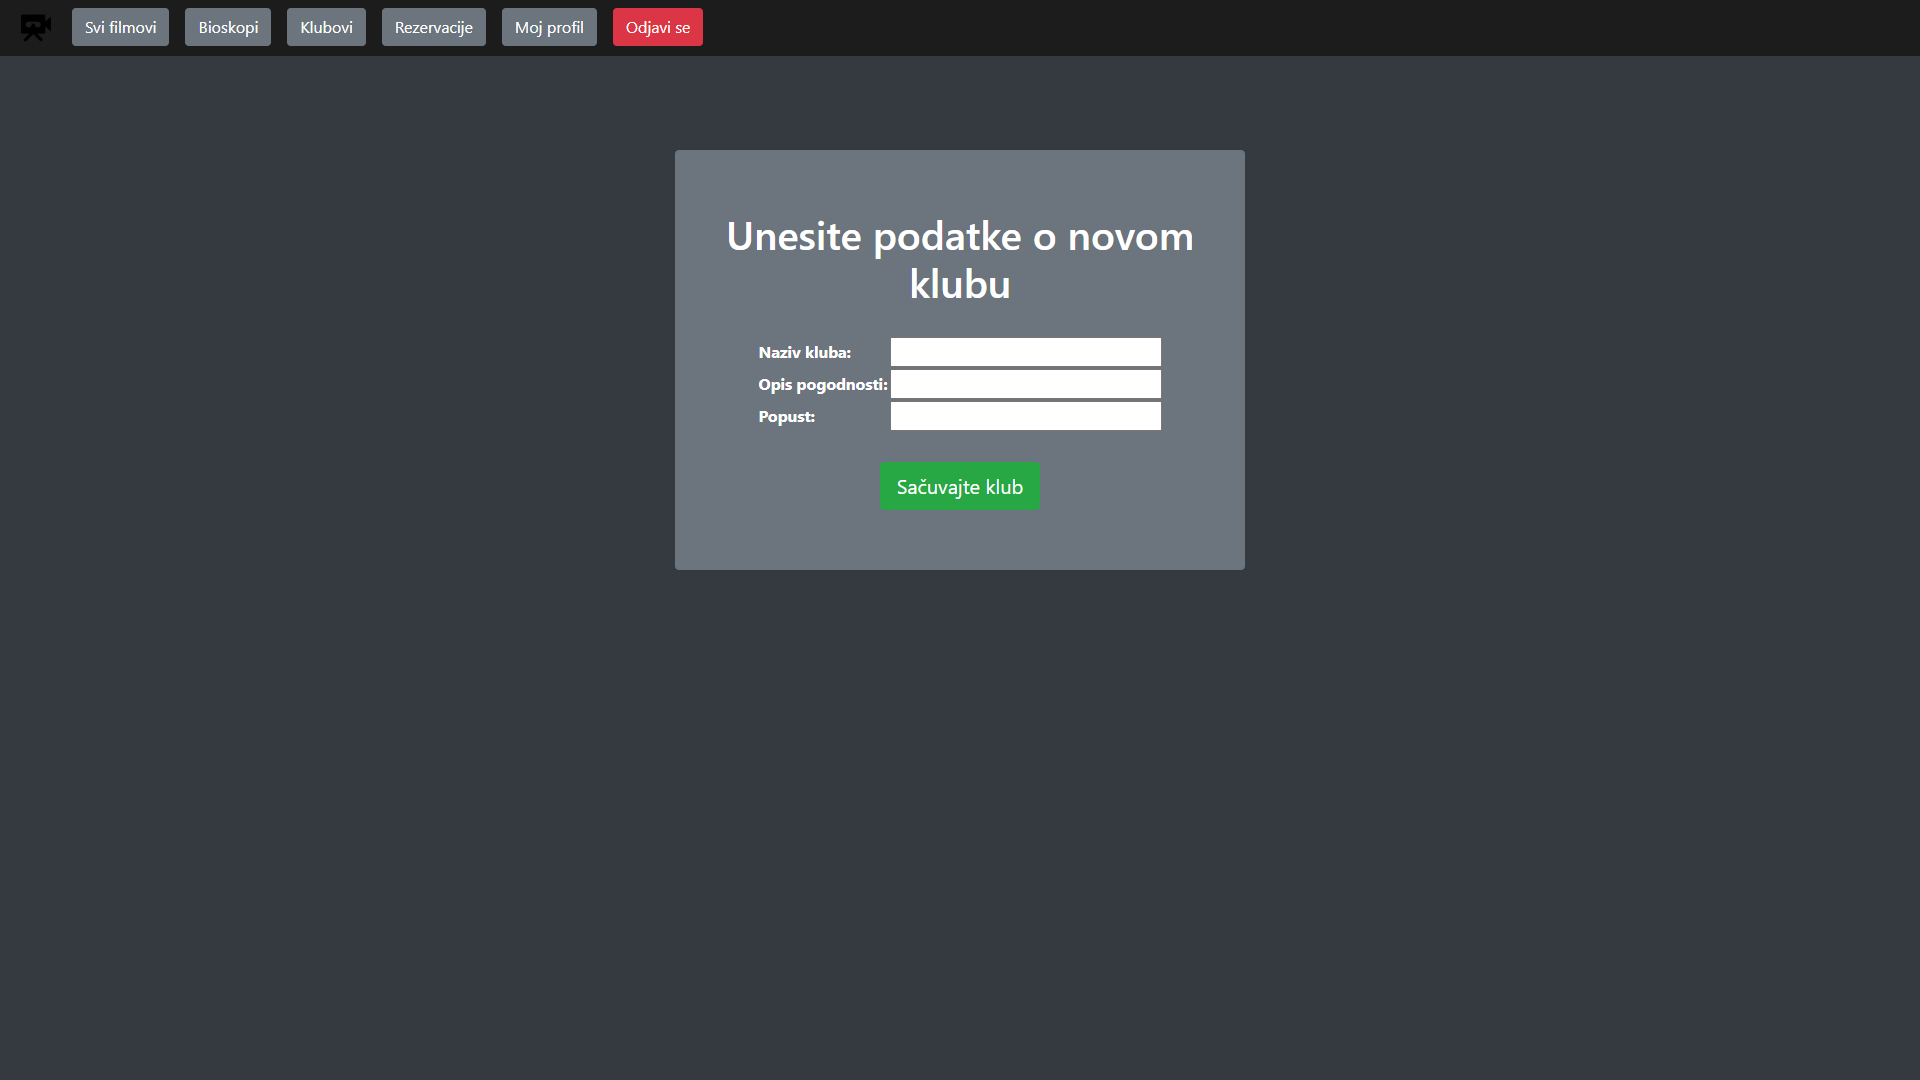 Svi filmovi Bioskopi Klubovi Rezervacije Moj profil Odjavi se
Unesite podatke o novom
klubu
Naziv kluba:
Opis pogodnosti:
Popust:
Sačuvajte klub